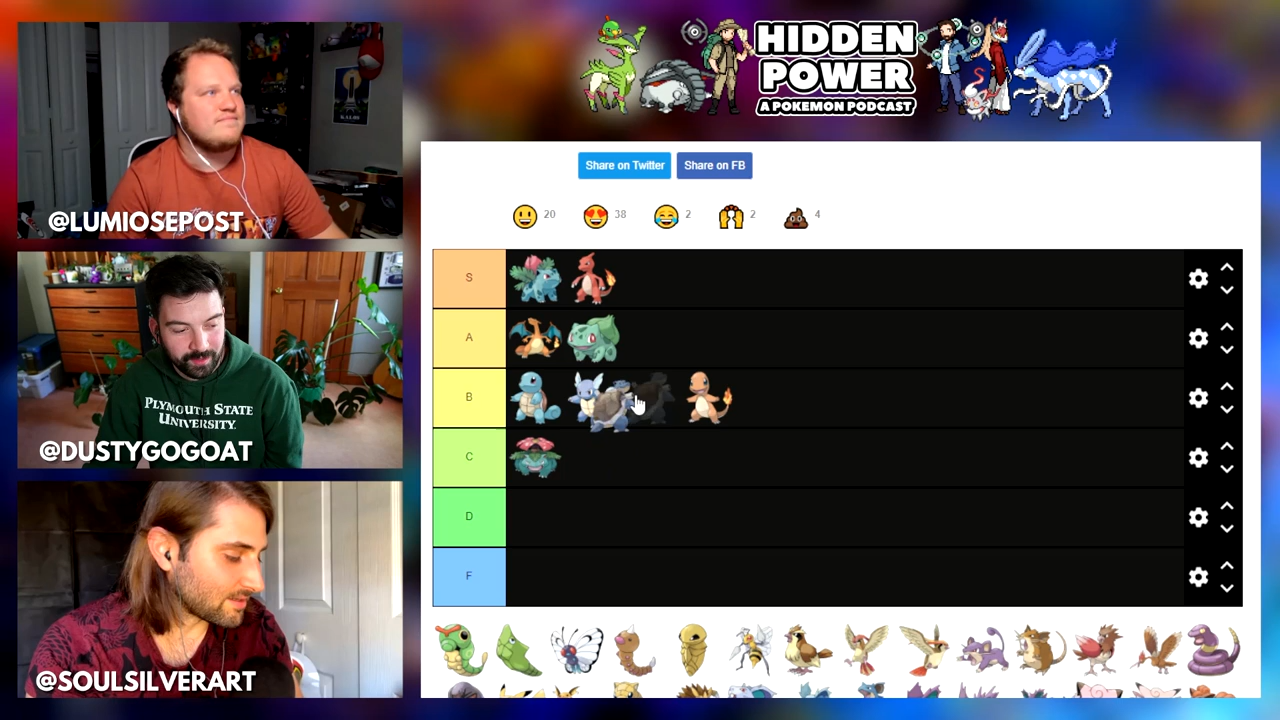 HIDDEN
POWER
A POKEMON PODCAST
@LUMIOSEPOST
PLYMOUTH STATE
UNIVERSITY.
@DUSTYGOGOAT
@SOULSILVERART
Share on Twitter Share on FB
20 38 2 2 4
S
A
B
C
D
F